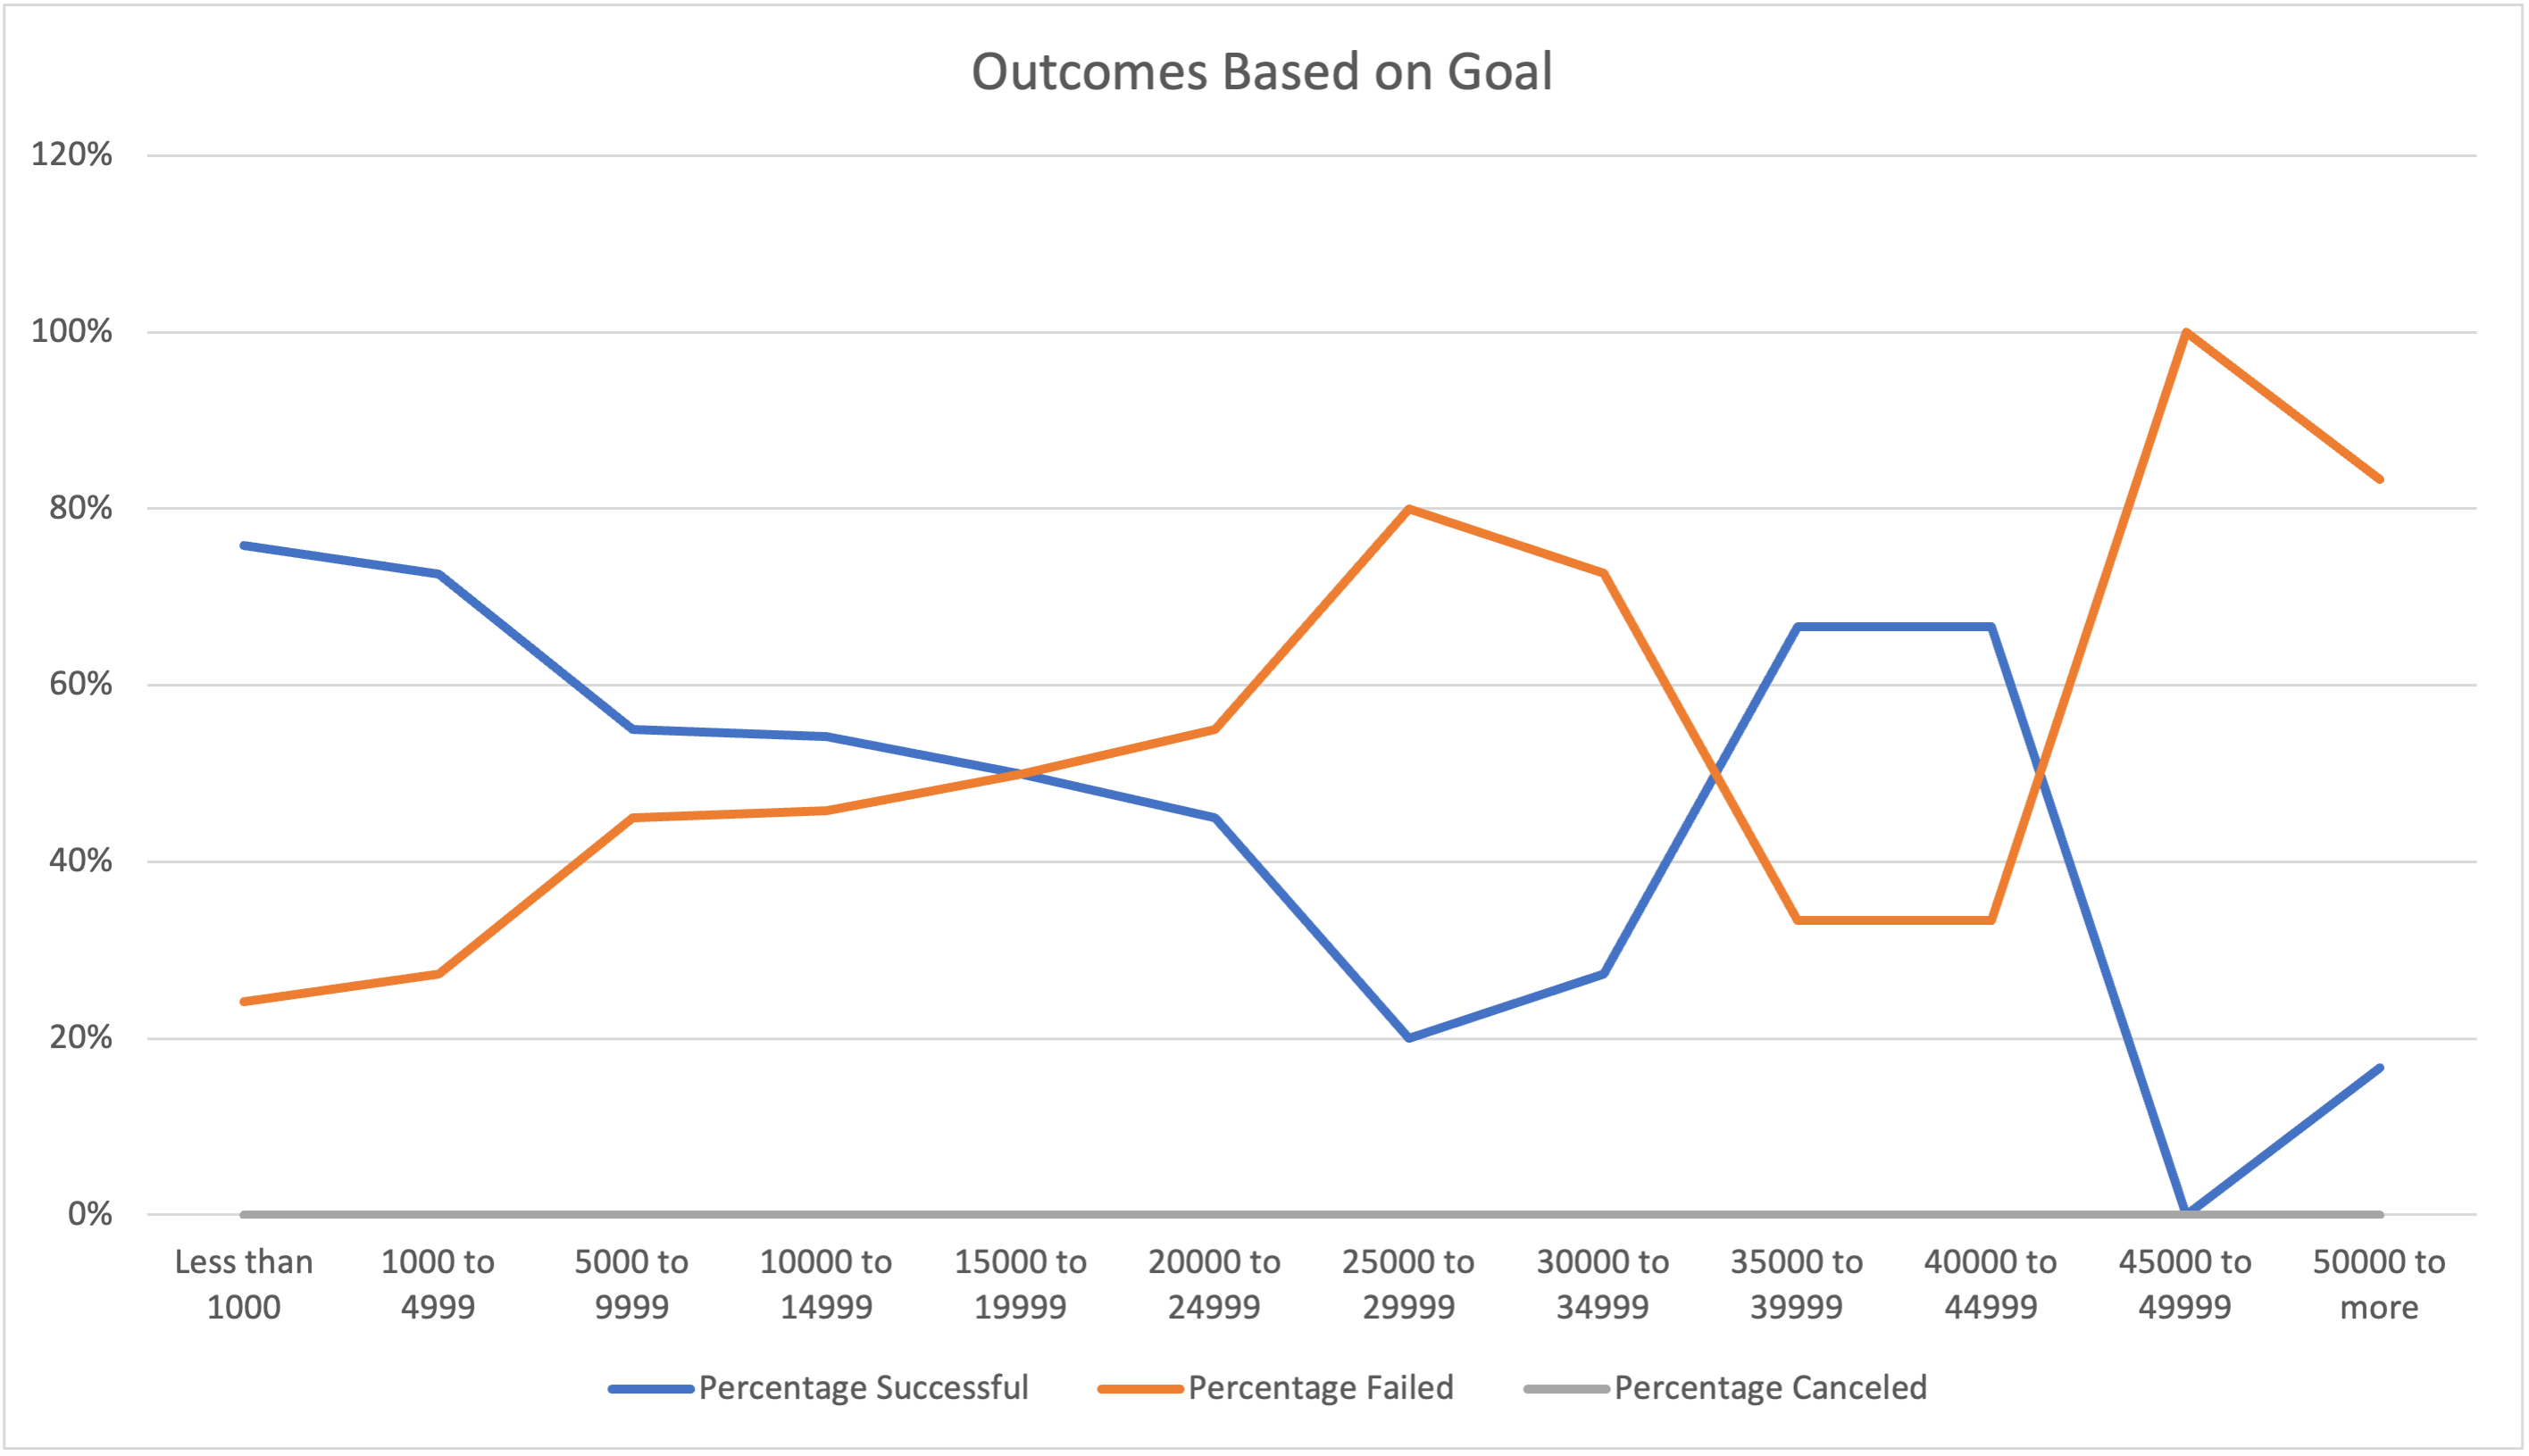 Outcomes Based on Goal
120%
100%
80%
60%
40%
20%
0%
Less than 1000
1000 to 4999
5000 to 9999
10000 to 14999
15000 to 19999
20000 to 24999
25000 to 29999
30000 to 34999
35000 to 39999
40000 to 44999
45000 to 49999
50000 to more
Percentage Successful
Percentage Failed
Percentage Canceled